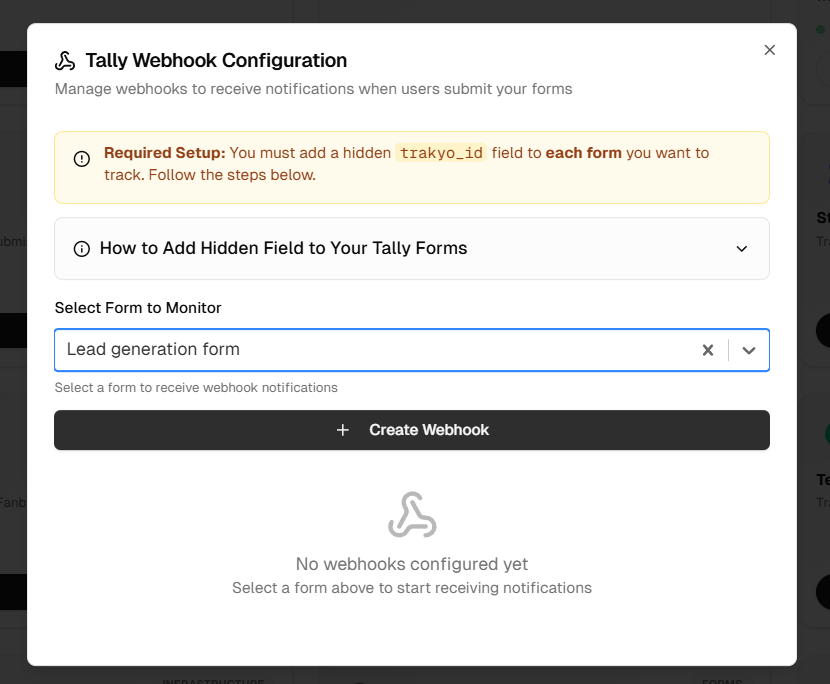 Tally Webhook Configuration
Manage webhooks to receive notifications when users submit your forms
Required Setup: You must add a hidden trakyo_id field to each form you want to
track. Follow the steps below.
How to Add Hidden Field to Your Tally Forms
Select Form to Monitor
Lead generation form
Select a form to receive webhook notifications
+ Create Webhook
No webhooks configured yet
Select a form above to start receiving notifications
INFRASTRUCTURE
FORMS